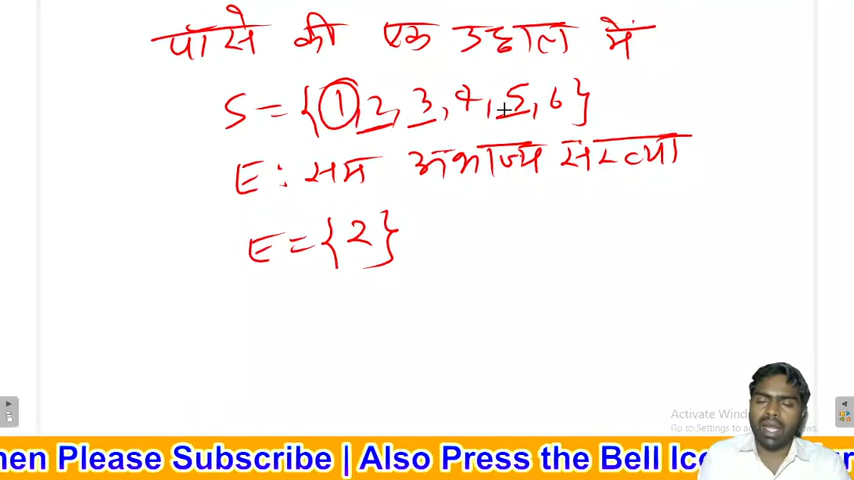 पॉसे की एक उछाल में
S = {1, 2, 3, 4, 5, 6}
E : सम अभाज्य संख्या
E = {2}
Activate Wind
Go to Settings to a
hen Please Subscribe | Also Press the Bell Ico